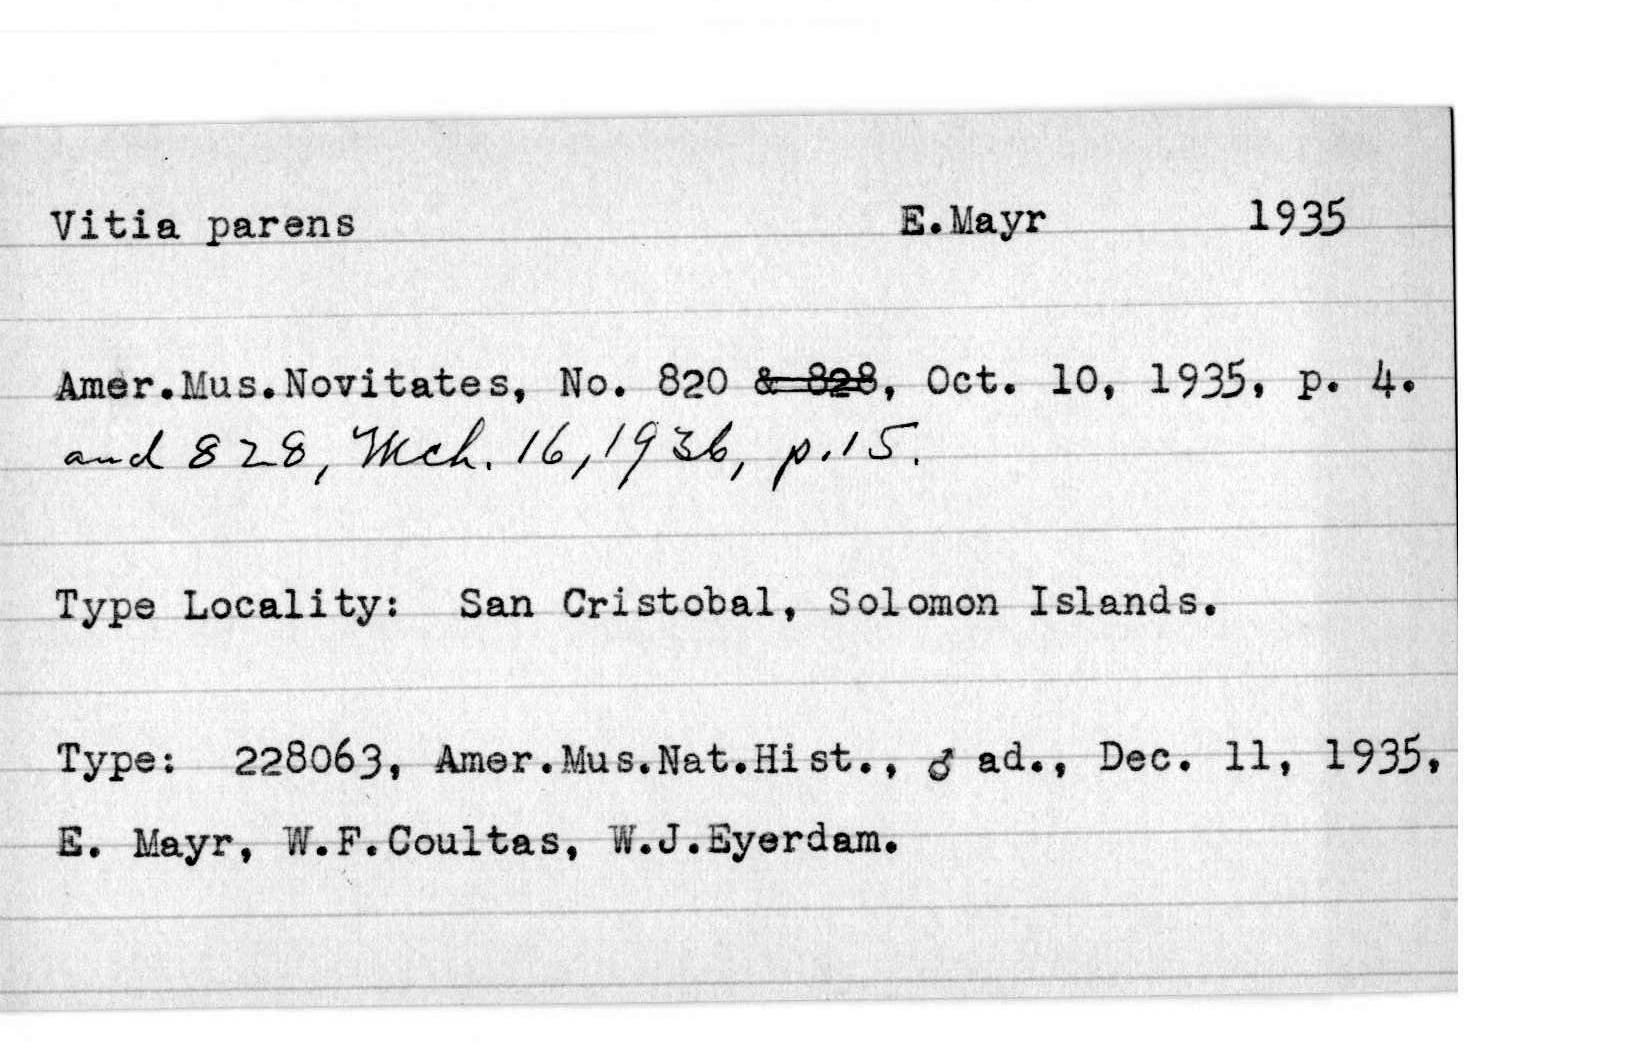 Vitia parens E.Mayr 1935
Amer.Mus.Novitates, No. 820 & 828, Oct. 10, 1935, p. 4.
and 828, Mch. 16, 1936, p.15.
Type Locality: San Cristobal, Solomon Islands.
Type: 228063, Amer.Mus.Nat.Hist., ♂ ad., Dec. 11, 1935,
E. Mayr, W.F.Coultas, W.J.Eyerdam.